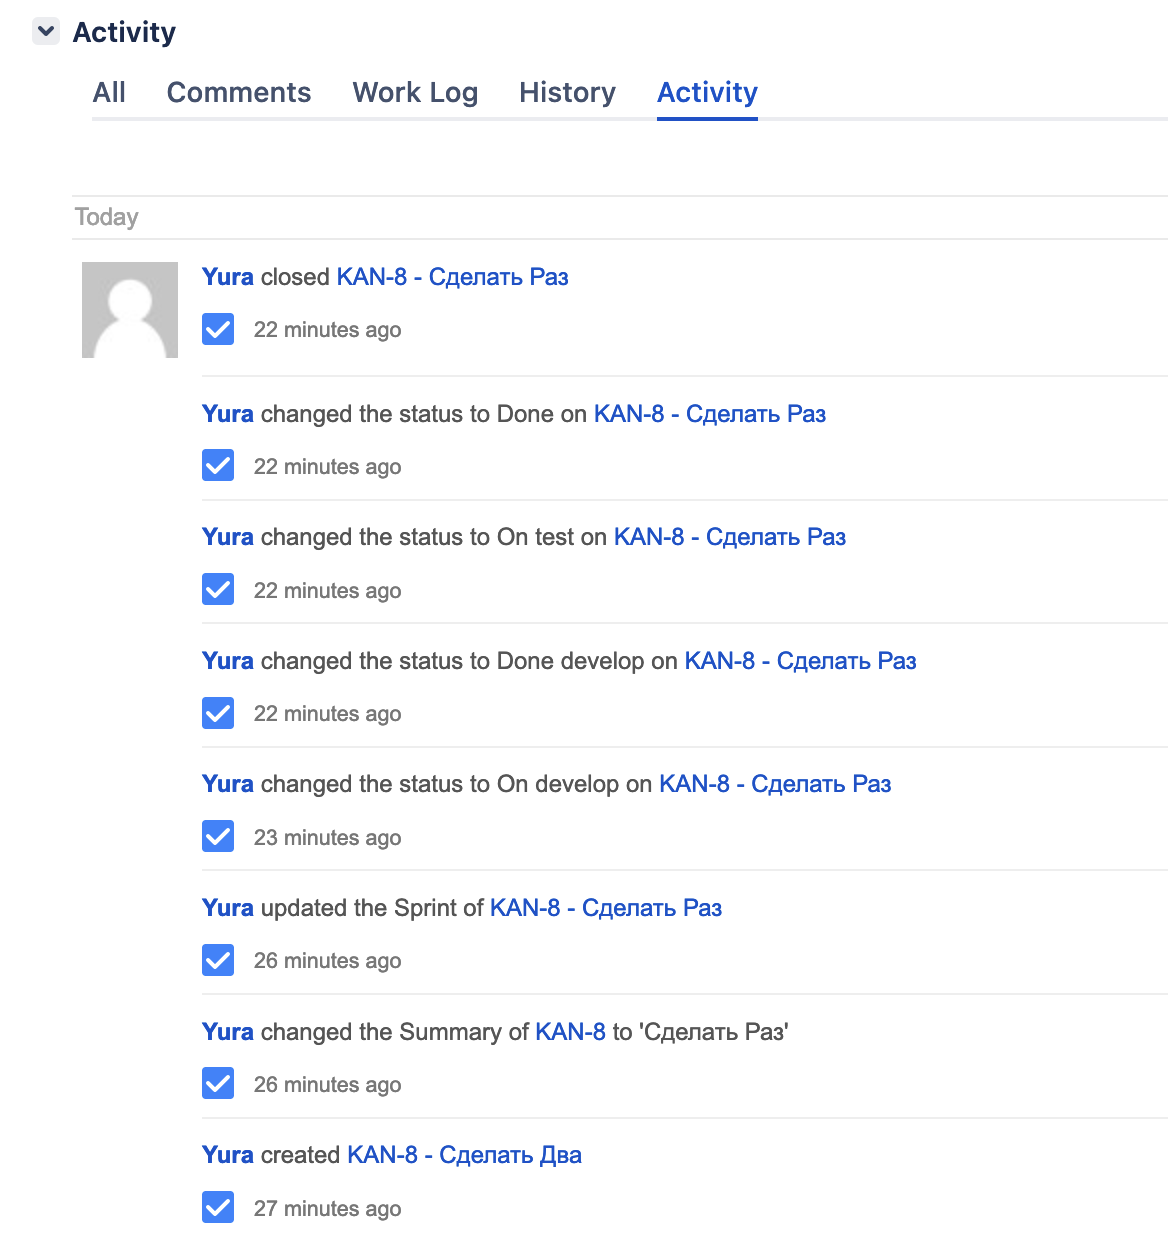 Activity
All Comments Work Log History Activity
Today
Yura closed KAN-8 - Сделать Раз
22 minutes ago
Yura changed the status to Done on KAN-8 - Сделать Раз
22 minutes ago
Yura changed the status to On test on KAN-8 - Сделать Раз
22 minutes ago
Yura changed the status to Done develop on KAN-8 - Сделать Раз
22 minutes ago
Yura changed the status to On develop on KAN-8 - Сделать Раз
23 minutes ago
Yura updated the Sprint of KAN-8 - Сделать Раз
26 minutes ago
Yura changed the Summary of KAN-8 to 'Сделать Раз'
26 minutes ago
Yura created KAN-8 - Сделать Два
27 minutes ago